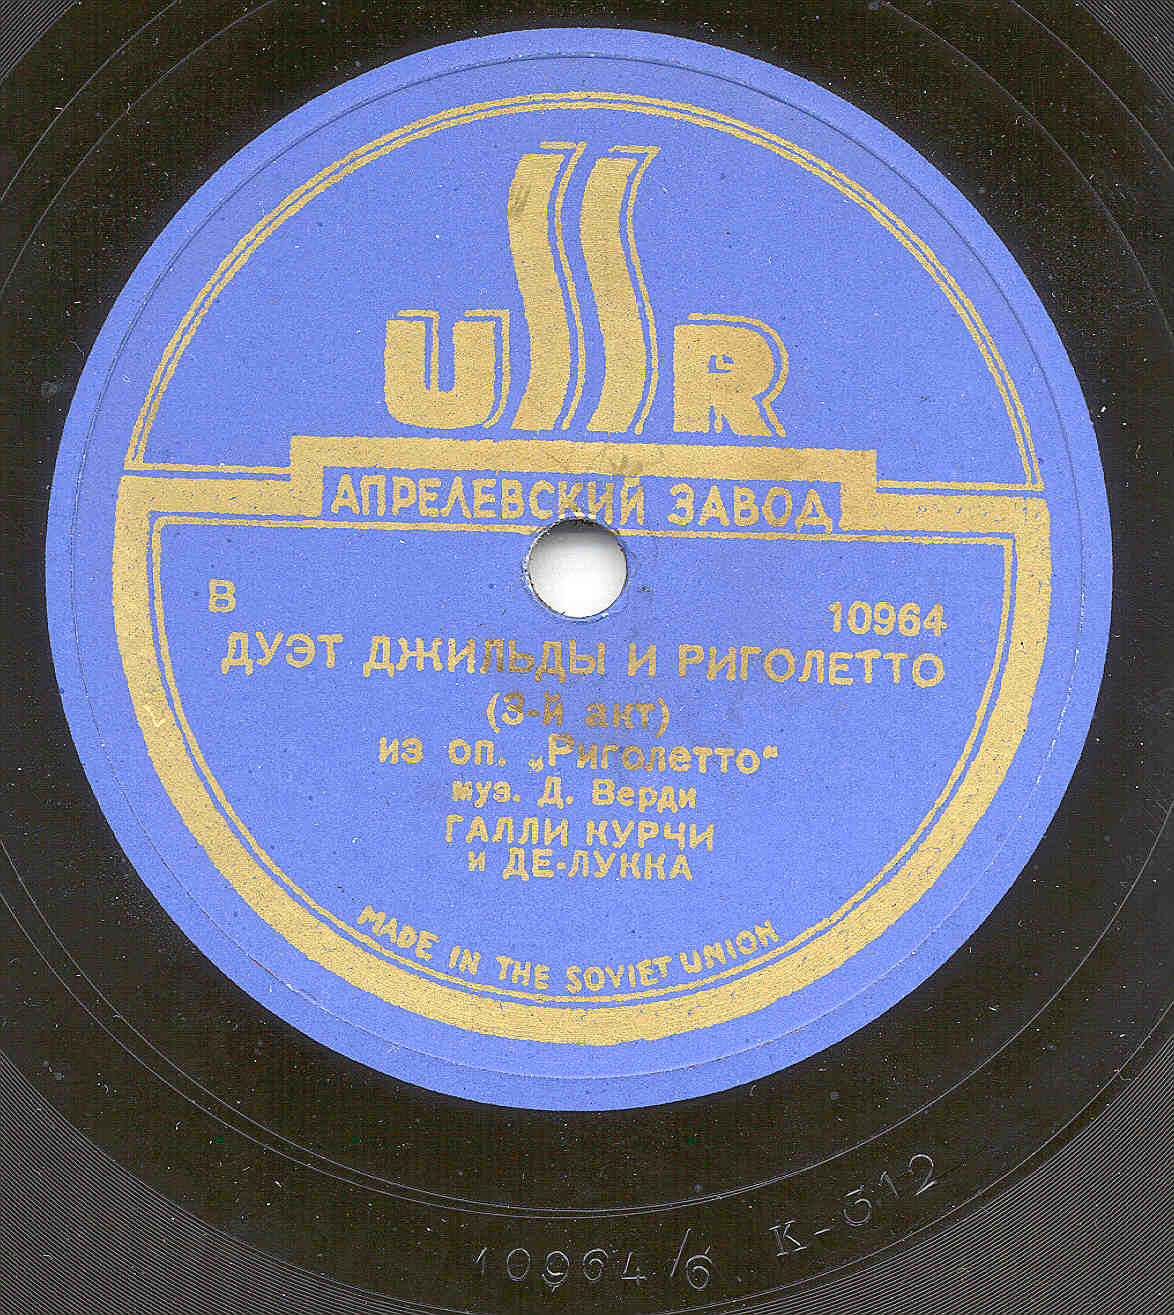 USSR
АПРЕЛЕВСКИЙ ЗАВОД
В 10964
ДУЭТ ДЖИЛЬДЫ И РИГОЛЕТТО
(3-й акт)
из оп. „Риголетто“
муз. Д. Верди
ГАЛЛИ КУРЧИ
и ДЕ-ЛУККА
MADE IN THE SOVIET UNION
10964/6 K-512